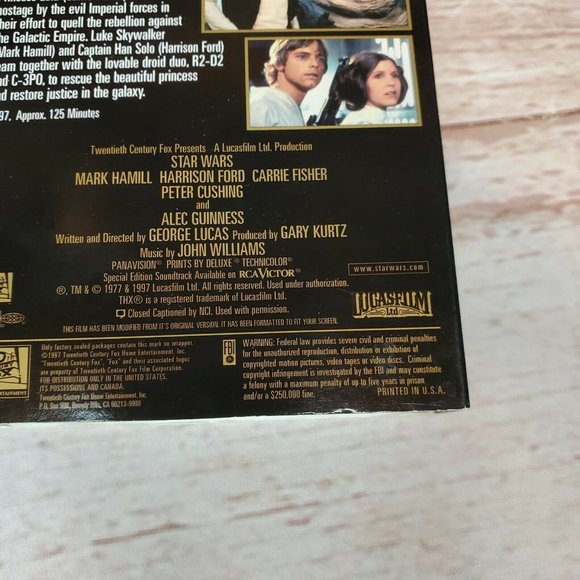 hostage by the evil Imperial forces in
their effort to quell the rebellion against
the Galactic Empire. Luke Skywalker
(Mark Hamill) and Captain Han Solo (Harrison Ford)
team together with the lovable droid duo, R2-D2
and C-3PO, to rescue the beautiful princess
and restore justice in the galaxy.
97. Approx. 125 Minutes
Twentieth Century Fox Presents A Lucasfilm Ltd. Production
STAR WARS
MARK HAMILL HARRISON FORD CARRIE FISHER
PETER CUSHING
and
ALEC GUINNESS
Written and Directed by GEORGE LUCAS Produced by GARY KURTZ
Music by JOHN WILLIAMS
PANAVISION® PRINTS BY DELUXE® TECHNICOLOR®
Special Edition Soundtrack Available on RCA VICTOR
®, TM & © 1977 & 1997 Lucasfilm Ltd. All rights reserved. Used under authorization.
THX® is a registered trademark of Lucasfilm Ltd.
Closed Captioned by NCI. Used with permission.
www.starwars.com
LUCASFILM
Ltd
THIS FILM HAS BEEN MODIFIED FROM IT'S ORIGINAL VERSION. IT HAS BEEN FORMATTED TO FIT YOUR SCREEN.
Only factory sealed packages contain this mark on wrapper.
©1997 Twentieth Century Fox Home Entertainment, Inc.
"Twentieth Century Fox", "Fox" and their associated logos
are the property of Twentieth Century Fox Film Corporation.
FOR DISTRIBUTION ONLY IN THE UNITED STATES,
ITS POSSESSIONS AND CANADA.
Twentieth Century Fox Home Entertainment, Inc.
P.O. Box 900, Beverly Hills, CA 90213-0900
FBI
WARNING: Federal law provides severe civil and criminal penalties
for the unauthorized reproduction, distribution or exhibition of
copyrighted motion pictures, video tapes or video discs. Criminal
copyright infringement is investigated by the FBI and may constitute
a felony with a maximum penalty of up to five years in prison
and/or a $250,000 fine.
PRINTED IN U.S.A.